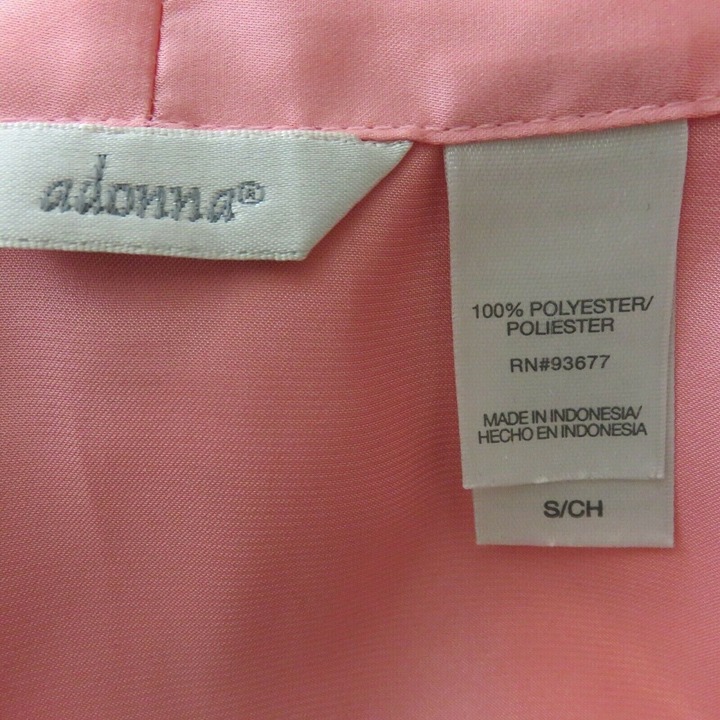 adonna®
100% POLYESTER/
POLIESTER
RN#93677
MADE IN INDONESIA/
HECHO EN INDONESIA
S/CH